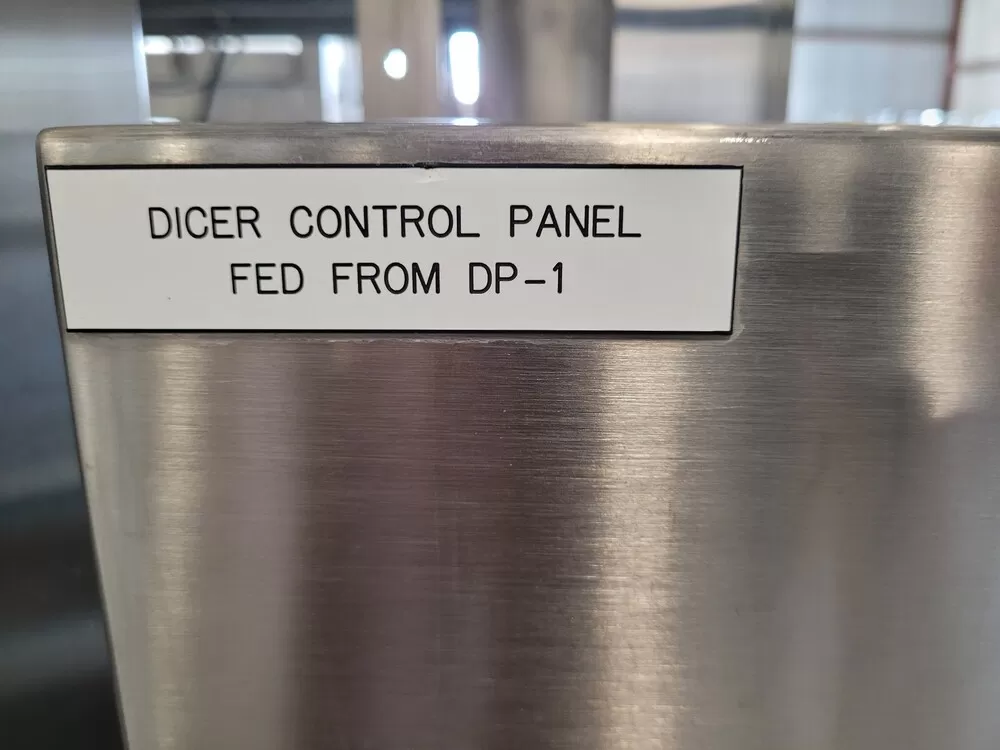 DICER CONTROL PANEL
FED FROM DP-1